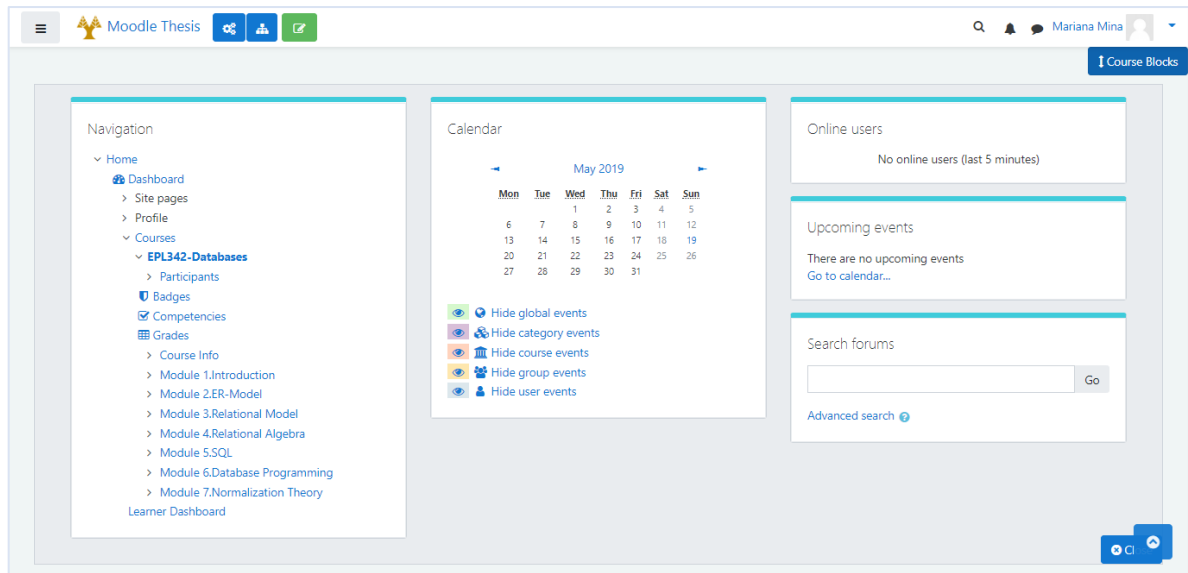 Moodle Thesis
Mariana Mina
Course Blocks
Navigation
Home
Dashboard
Site pages
Profile
Courses
EPL342-Databases
Participants
Badges
Competencies
Grades
Course Info
Module 1.Introduction
Module 2.ER-Model
Module 3.Relational Model
Module 4.Relational Algebra
Module 5.SQL
Module 6.Database Programming
Module 7.Normalization Theory
Learner Dashboard
Calendar
May 2019
Mon Tue Wed Thu Fri Sat Sun
1 2 3 4 5
6 7 8 9 10 11 12
13 14 15 16 17 18 19
20 21 22 23 24 25 26
27 28 29 30 31
Hide global events
Hide category events
Hide course events
Hide group events
Hide user events
Online users
No online users (last 5 minutes)
Upcoming events
There are no upcoming events
Go to calendar...
Search forums
Go
Advanced search